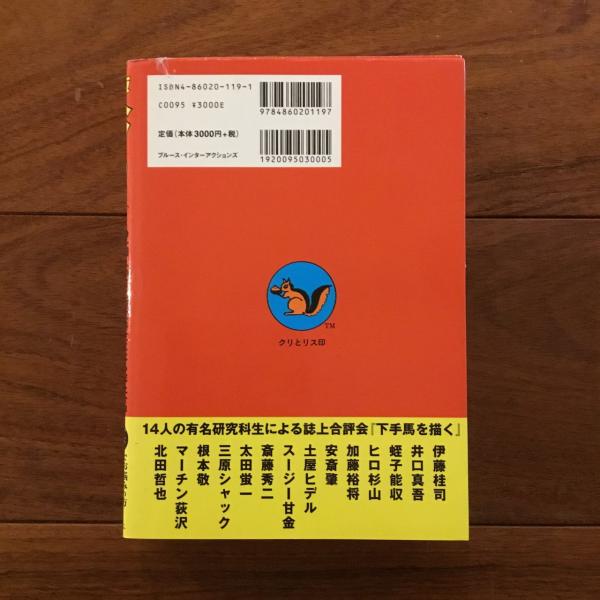 ISBN4-86020-119-1
C0095 ¥3000E
定価(本体3000円+税)
ブルース・インターアクションズ
9784860201197
1920095030005
TM
クリとリス印
14人の有名研究科生による誌上合評会『下手馬を描く』
伊藤桂司
井口真吾
蛭子能収
ヒロ杉山
加藤裕将
安斎肇
土屋ヒデル
スージー甘金
斎藤秀二
太田蛍一
三原シャック
根本敬
マーチン荻沢
北田哲也